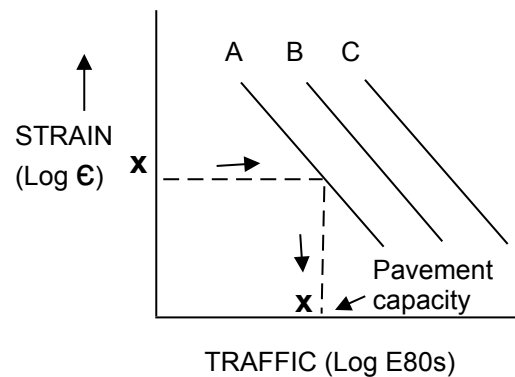 A B C
STRAIN
(Log Є)
x
Pavement
capacity
x
TRAFFIC (Log E80s)